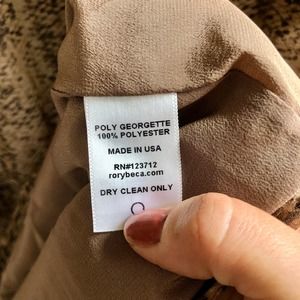 POLY GEORGETTE
100% POLYESTER
MADE IN USA
RN#123712
rorybeca.com
DRY CLEAN ONLY